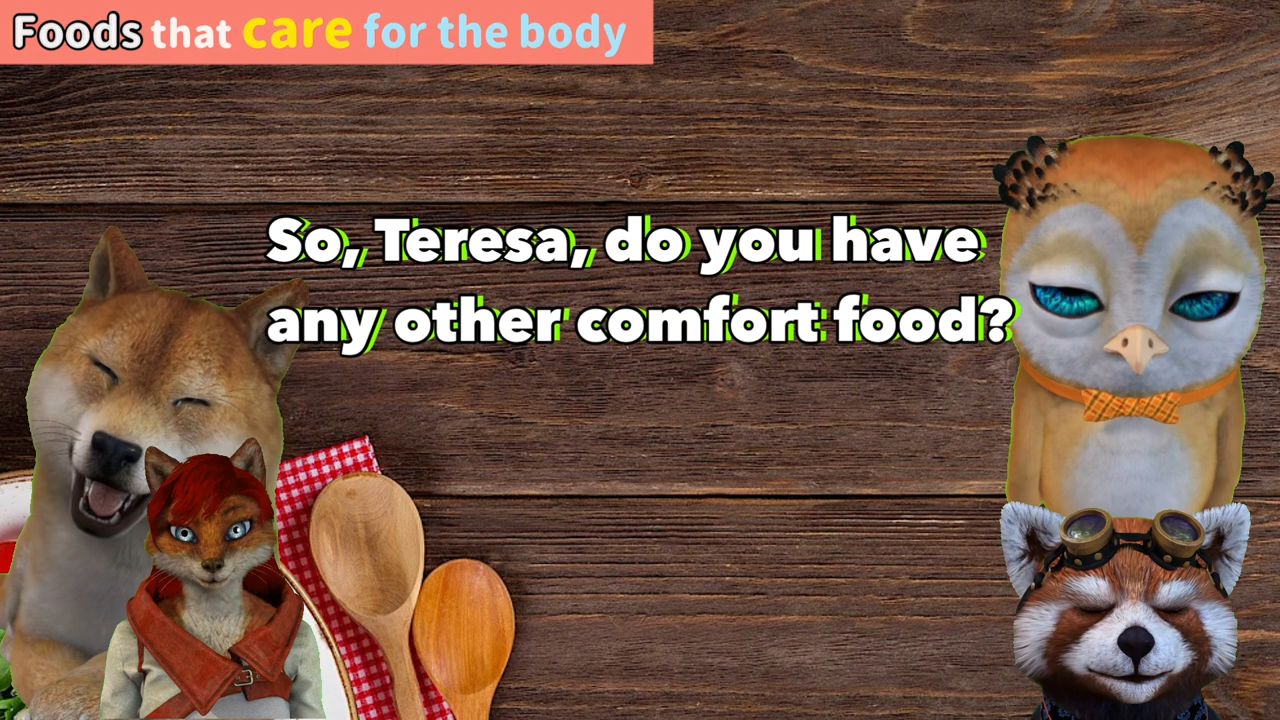 Foods that care for the body
So, Teresa, do you have
any other comfort food?